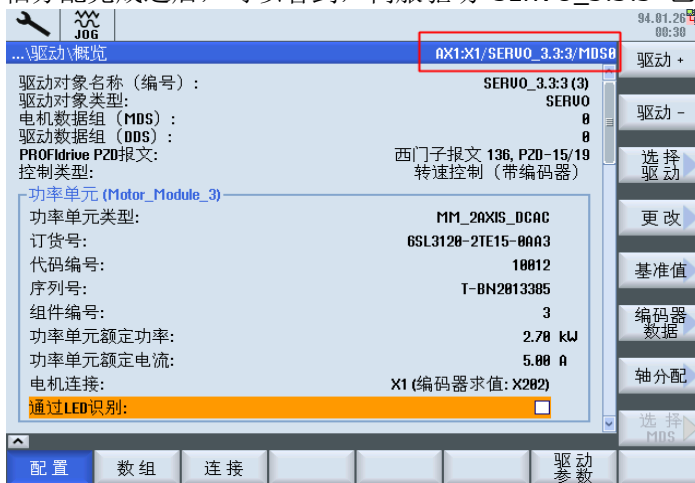 JOG
94.01.26
00:30
...\驱动\概览 AX1:X1/SERVO_3.3:3/MDS0
驱动 +
驱动对象名称（编号）: SERVO_3.3:3 (3)
驱动对象类型: SERVO
电机数据组（MDS）: 0
驱动 -
驱动数据组（DDS）: 0
PROFIdrive PZD报文: 西门子报文 136, PZD-15/19
选择
驱动
控制类型: 转速控制（带编码器）
功率单元 (Motor_Module_3)
功率单元类型: MM_2AXIS_DCAC
更改
订货号: 6SL3120-2TE15-0AA3
代码编号: 10012
基准值
序列号: T-BN2013385
组件编号: 3
编码器
数据
功率单元额定功率: 2.70 kW
功率单元额定电流: 5.00 A
轴分配
电机连接: X1 (编码器求值: X202)
通过LED识别:
选择
MDS
配置 数组 连接 驱动
参数